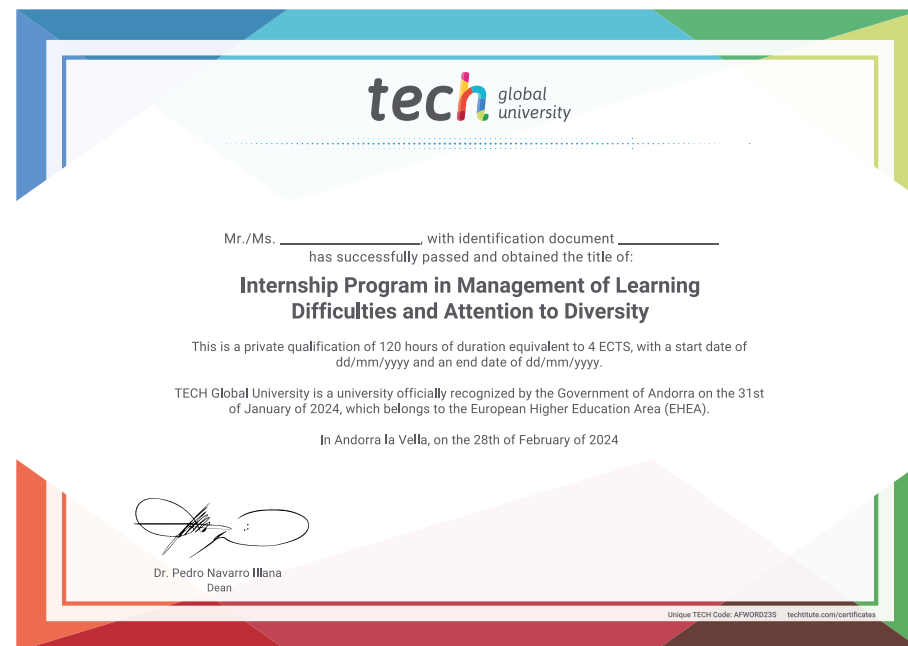 tech global
university
Mr./Ms. ____________________, with identification document ______________
has successfully passed and obtained the title of:
Internship Program in Management of Learning
Difficulties and Attention to Diversity
This is a private qualification of 120 hours of duration equivalent to 4 ECTS, with a start date of
dd/mm/yyyy and an end date of dd/mm/yyyy.
TECH Global University is a university officially recognized by the Government of Andorra on the 31st
of January of 2024, which belongs to the European Higher Education Area (EHEA).
In Andorra la Vella, on the 28th of February of 2024
Dr. Pedro Navarro Illana
Dean
Unique TECH Code: AFWORD23S techtitute.com/certificates